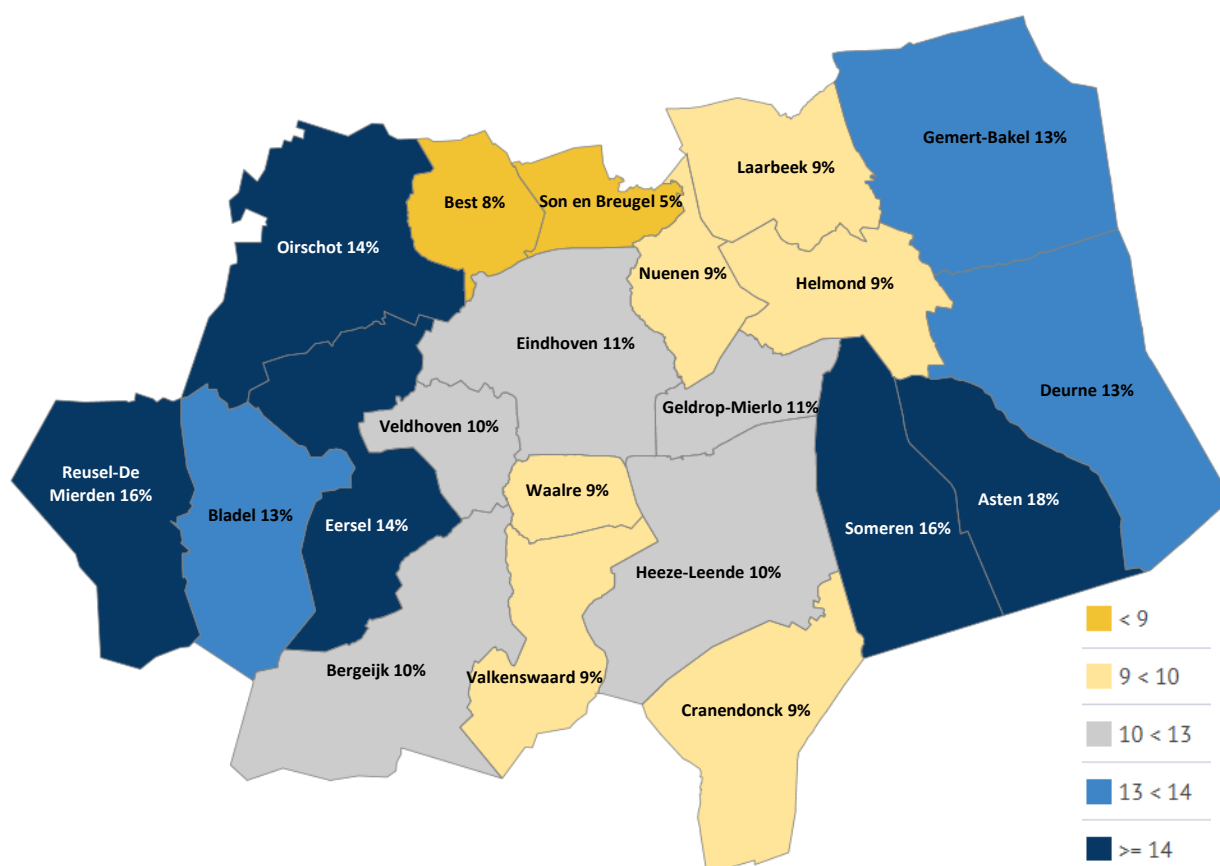 Gemert-Bakel 13%
Laarbeek 9%
Best 8%
Son en Breugel 5%
Oirschot 14%
Nuenen 9%
Helmond 9%
Eindhoven 11%
Deurne 13%
Geldrop-Mierlo 11%
Veldhoven 10%
Reusel-De
Mierden 16%
Waalre 9%
Asten 18%
Bladel 13%
Eersel 14%
Someren 16%
Heeze-Leende 10%
Bergeijk 10%
Valkenswaard 9%
Cranendonck 9%
< 9
9 < 10
10 < 13
13 < 14
>= 14